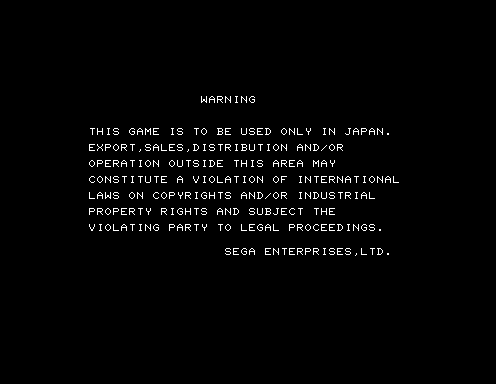 WARNING
THIS GAME IS TO BE USED ONLY IN JAPAN.
EXPORT,SALES,DISTRIBUTION AND/OR
OPERATION OUTSIDE THIS AREA MAY
CONSTITUTE A VIOLATION OF INTERNATIONAL
LAWS ON COPYRIGHTS AND/OR INDUSTRIAL
PROPERTY RIGHTS AND SUBJECT THE
VIOLATING PARTY TO LEGAL PROCEEDINGS.
SEGA ENTERPRISES,LTD.